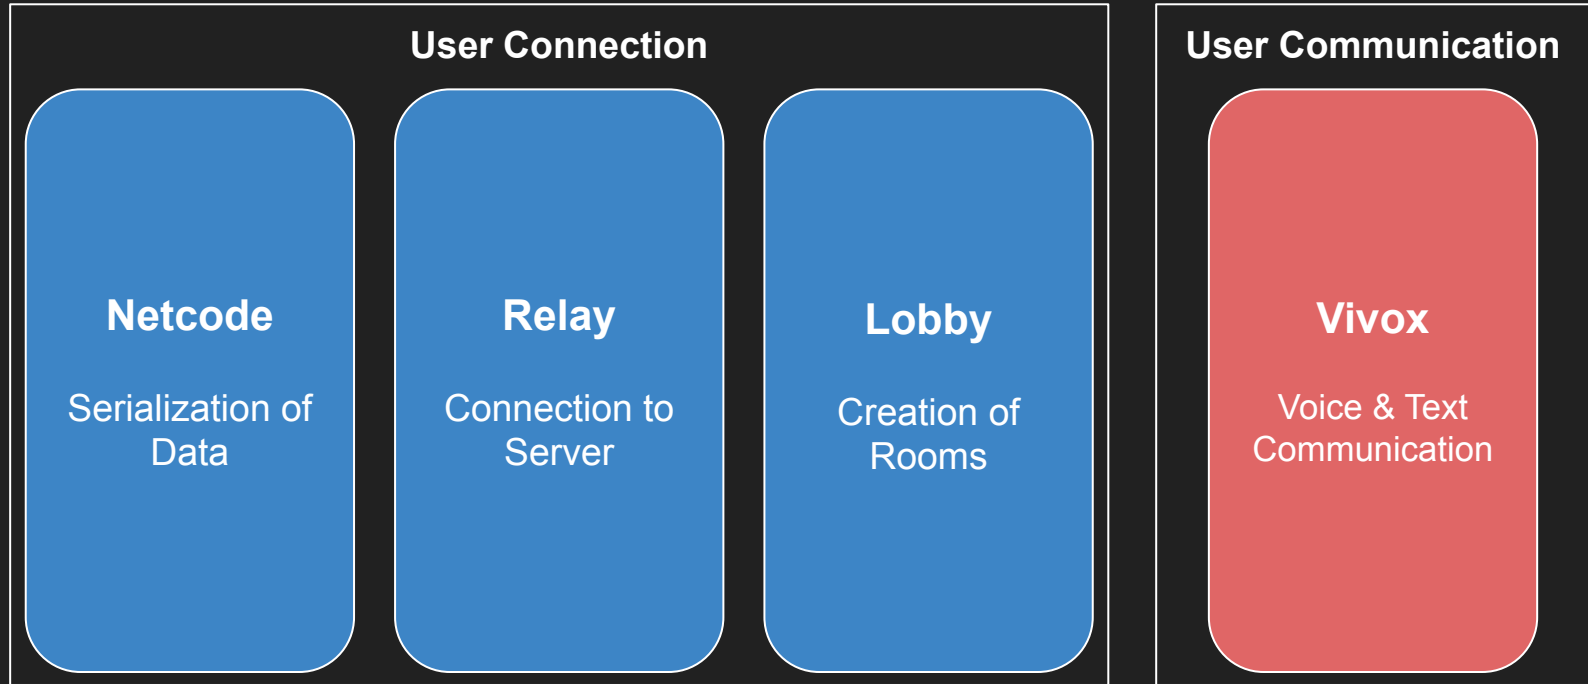 User Connection
Netcode
Serialization of
Data
Relay
Connection to
Server
Lobby
Creation of
Rooms
User Communication
Vivox
Voice & Text
Communication